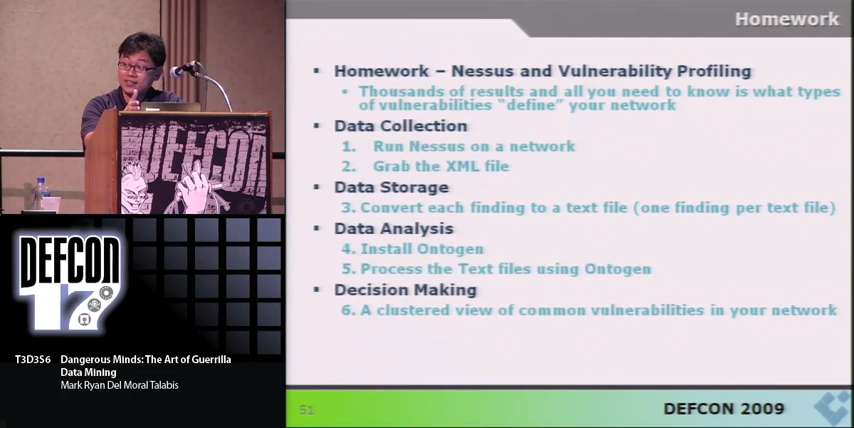 Homework
Homework – Nessus and Vulnerability Profiling
Thousands of results and all you need to know is what types
of vulnerabilities "define" your network
Data Collection
1. Run Nessus on a network
2. Grab the XML file
Data Storage
3. Convert each finding to a text file (one finding per text file)
Data Analysis
4. Install Ontogen
5. Process the Text files using Ontogen
Decision Making
6. A clustered view of common vulnerabilities in your network
51
DEFCON 2009
DEFCON
DEFCON
17
T3D3S6 Dangerous Minds: The Art of Guerrilla
Data Mining
Mark Ryan Del Moral Talabis